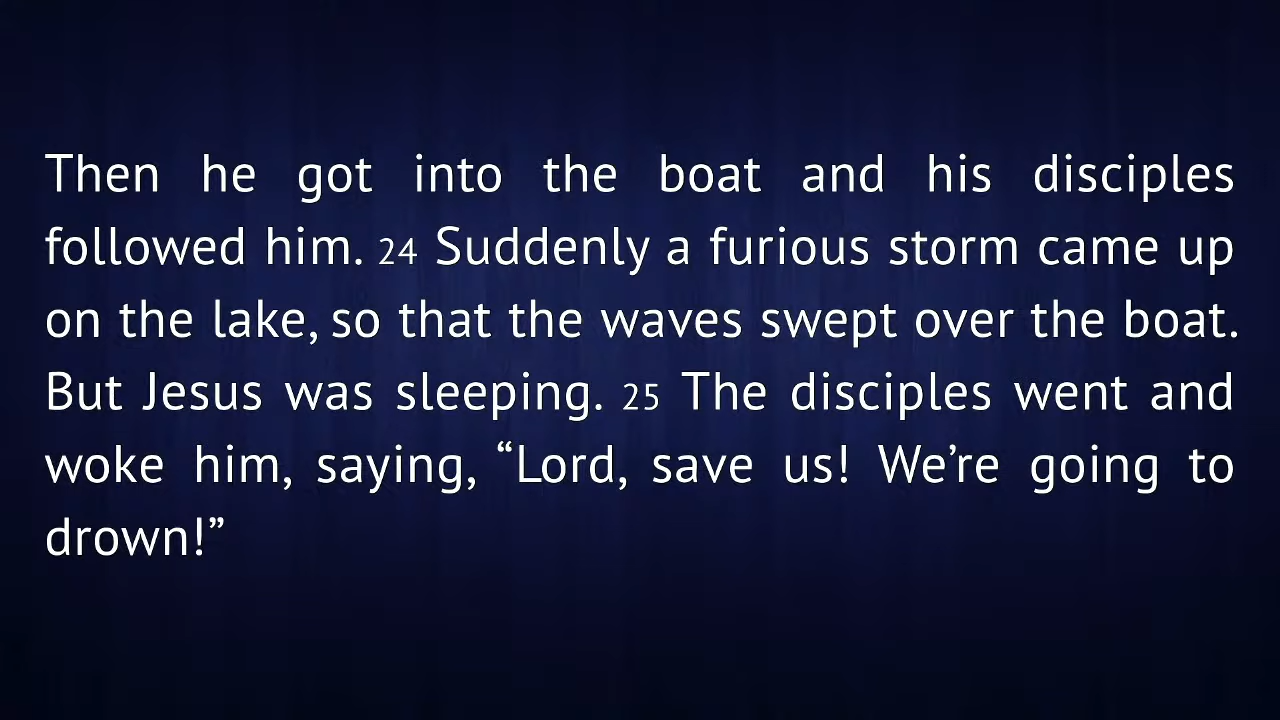 Then he got into the boat and his disciples
followed him. 24 Suddenly a furious storm came up
on the lake, so that the waves swept over the boat.
But Jesus was sleeping. 25 The disciples went and
woke him, saying, “Lord, save us! We’re going to
drown!”